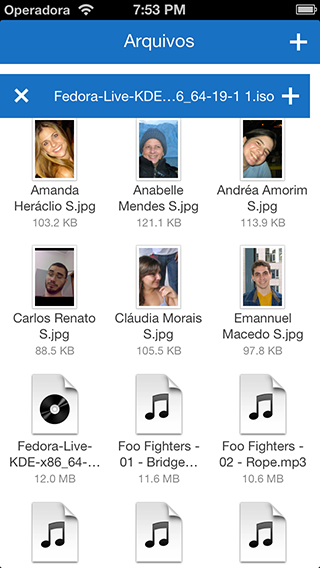 Operadora 7:53 PM
Arquivos
Fedora-Live-KDE...6_64-19-1 1.iso
Amanda Heráclio S.jpg
103.2 KB
Anabelle Mendes S.jpg
121.1 KB
Andréa Amorim S.jpg
113.9 KB
Carlos Renato S.jpg
88.5 KB
Cláudia Morais S.jpg
105.5 KB
Emannuel Macedo S.jpg
97.8 KB
Fedora-Live-KDE-x86_64-...
12.0 MB
Foo Fighters - 01 - Bridge...
11.6 MB
Foo Fighters - 02 - Rope.mp3
10.6 MB